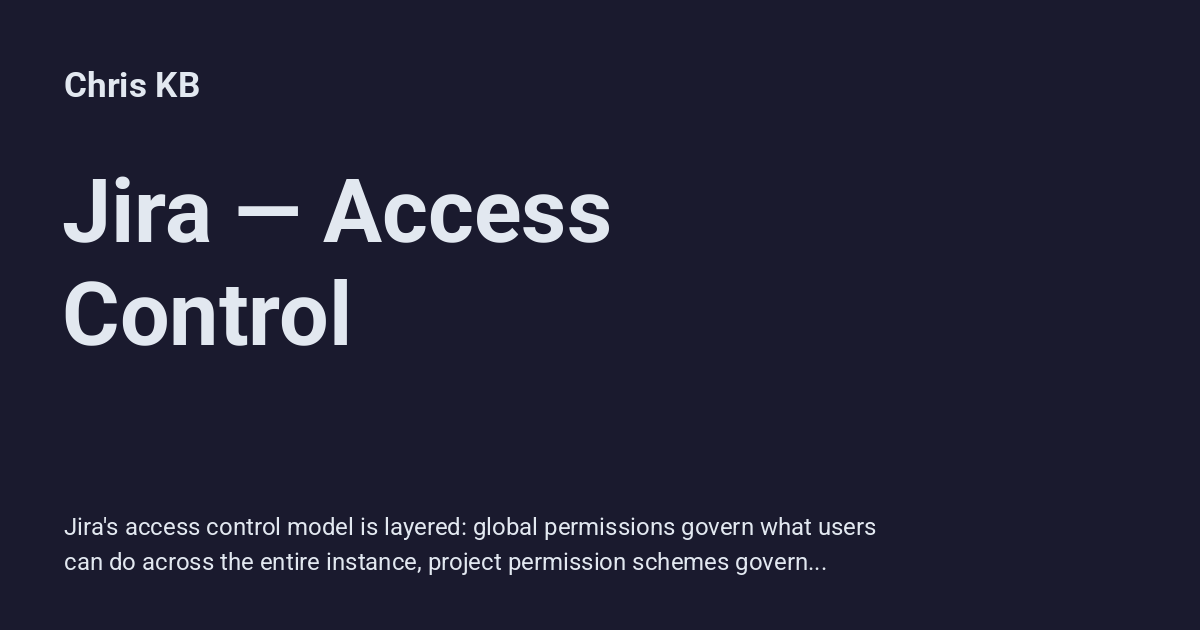 Chris KB
Jira — Access
Control
Jira's access control model is layered: global permissions govern what users
can do across the entire instance, project permission schemes govern...